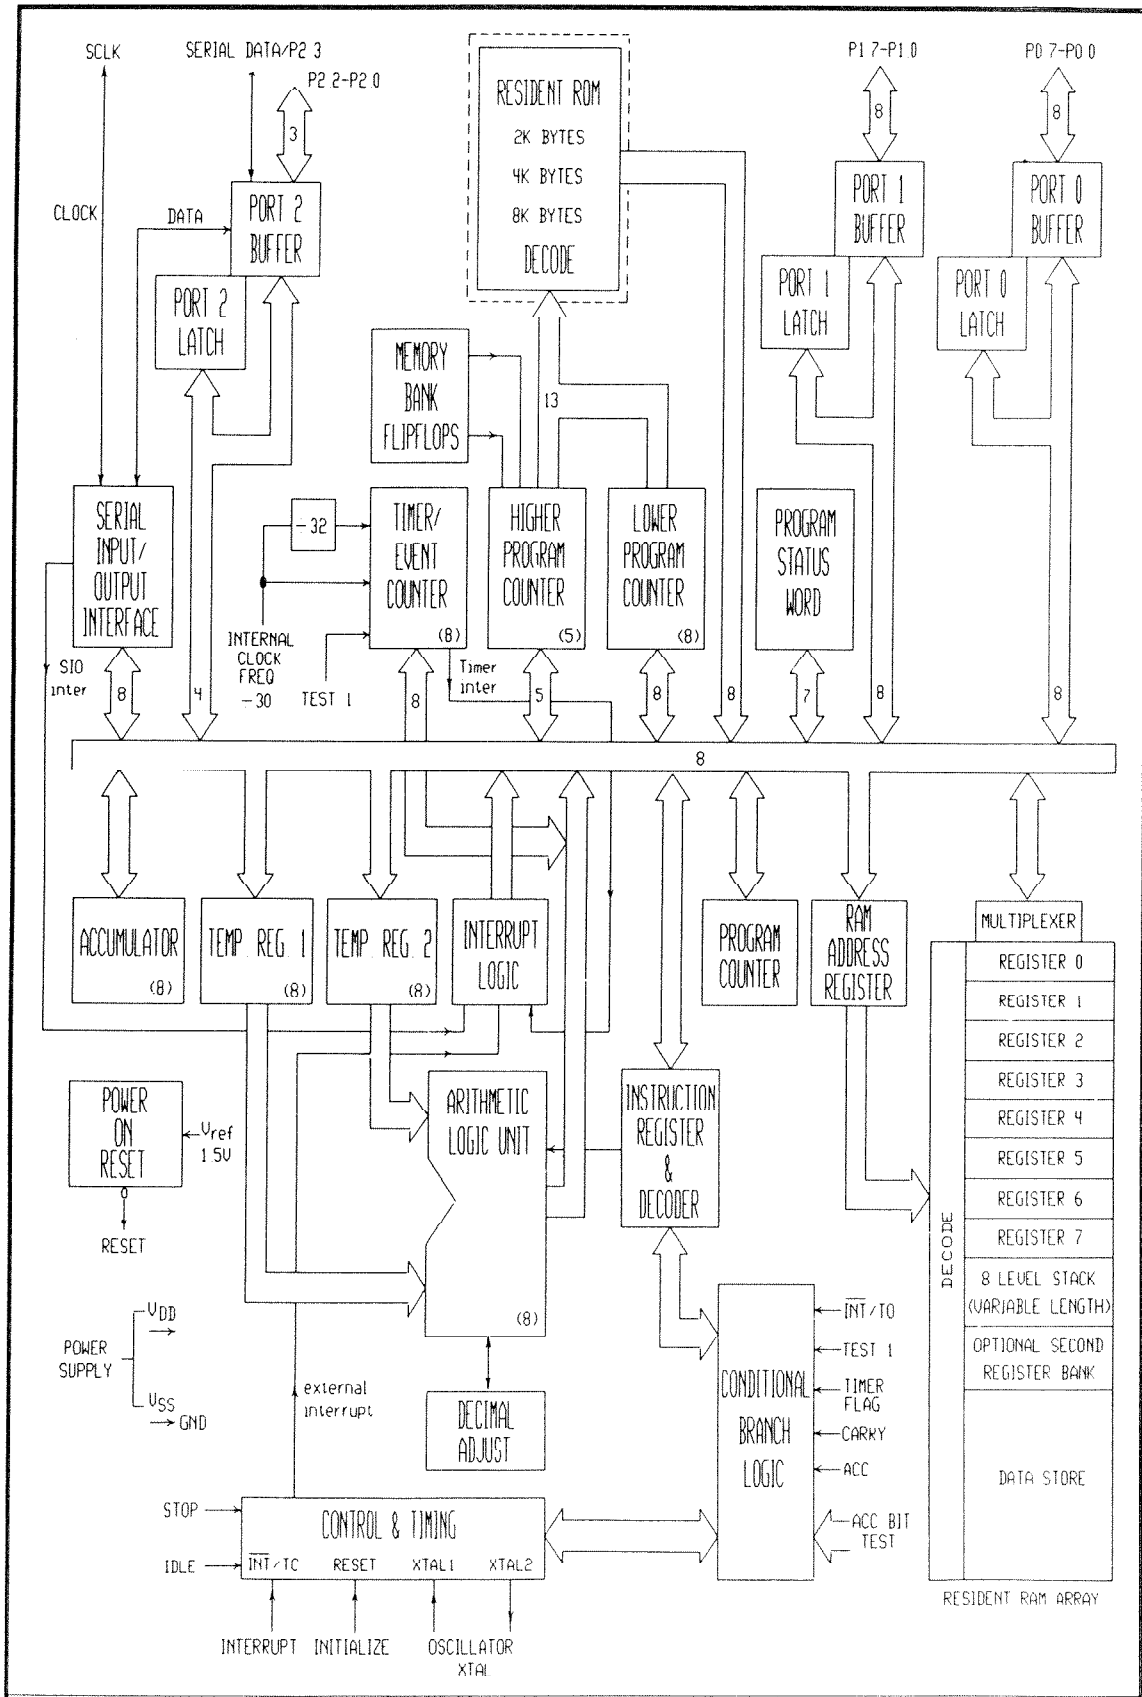 SCLK
SERIAL DATA/P2.3
P2.2-P2.0
3
CLOCK
DATA
PORT 2
BUFFER
PORT 2
LATCH
RESIDENT ROM
2K BYTES
4K BYTES
8K BYTES
DECODE
P1.7-P1.0
8
PORT 1
BUFFER
PORT 1
LATCH
P0.7-P0.0
8
PORT 0
BUFFER
PORT 0
LATCH
MEMORY
BANK
FLIPFLOPS
13
SERIAL
INPUT/
OUTPUT
INTERFACE
-32
TIMER/
EVENT
COUNTER
(8)
HIGHER
PROGRAM
COUNTER
(5)
LOWER
PROGRAM
COUNTER
(8)
PROGRAM
STATUS
WORD
INTERNAL
CLOCK
FREQ
-30
TEST 1
SIO
inter
Timer
inter
8
4
8
5
8
8
7
8
8
8
ACCUMULATOR
(8)
TEMP. REG. 1
(8)
TEMP. REG. 2
(8)
INTERRUPT
LOGIC
PROGRAM
COUNTER
RAM
ADDRESS
REGISTER
MULTIPLEXER
REGISTER 0
REGISTER 1
REGISTER 2
REGISTER 3
REGISTER 4
REGISTER 5
REGISTER 6
REGISTER 7
8 LEVEL STACK
(VARIABLE LENGTH)
OPTIONAL SECOND
REGISTER BANK
DATA STORE
DECODE
RESIDENT RAM ARRAY
POWER
ON
RESET
Vref
1.5V
RESET
ARITHMETIC
LOGIC UNIT
(8)
INSTRUCTION
REGISTER
&
DECODER
POWER
SUPPLY
VDD
VSS
GND
external
interrupt
DECIMAL
ADJUST
CONDITIONAL
BRANCH
LOGIC
INT/TO
TEST 1
TIMER
FLAG
CARRY
ACC
ACC BIT
TEST
STOP
IDLE
CONTROL & TIMING
INT/TC
RESET
XTAL1
XTAL2
INTERRUPT
INITIALIZE
OSCILLATOR
XTAL